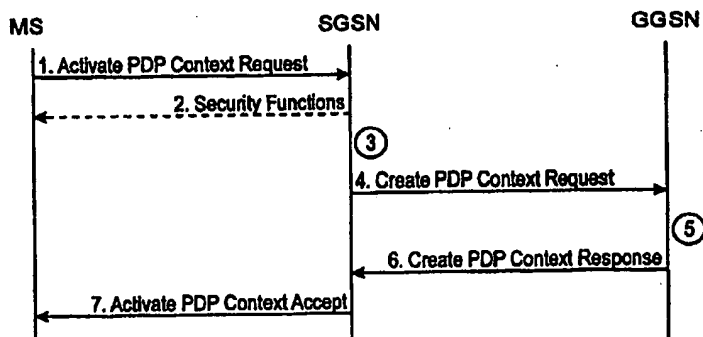 MS SGSN GGSN
1. Activate PDP Context Request
2. Security Functions
3
4. Create PDP Context Request
5
6. Create PDP Context Response
7. Activate PDP Context Accept